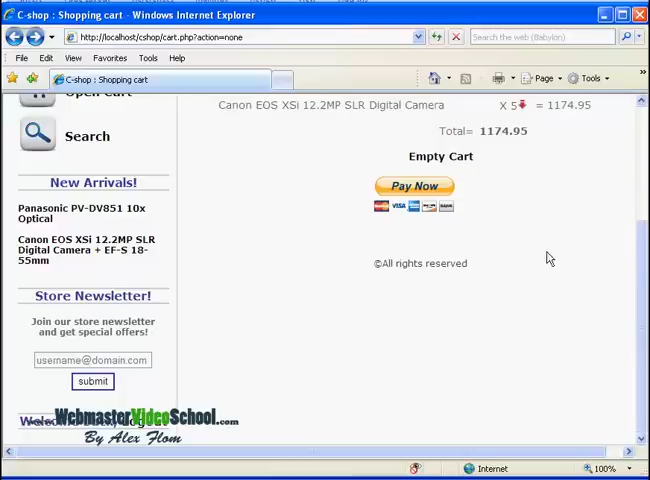 C-shop : Shopping cart - Windows Internet Explorer
http://localhost/cshop/cart.php?action=none
Search the web (Babylon)
File Edit View Favorites Tools Help
C-shop : Shopping cart
Page Tools
Open Cart
Canon EOS XSi 12.2MP SLR Digital Camera X 5 = 1174.95
Search
Total= 1174.95
Empty Cart
Pay Now
VISA
New Arrivals!
Panasonic PV-DV851 10x
Optical
Canon EOS XSi 12.2MP SLR
Digital Camera + EF-S 18-
55mm
©All rights reserved
Store Newsletter!
Join our store newsletter
and get special offers!
username@domain.com
submit
WebmasterVideoSchool.com
By Alex Flom
Internet
100%